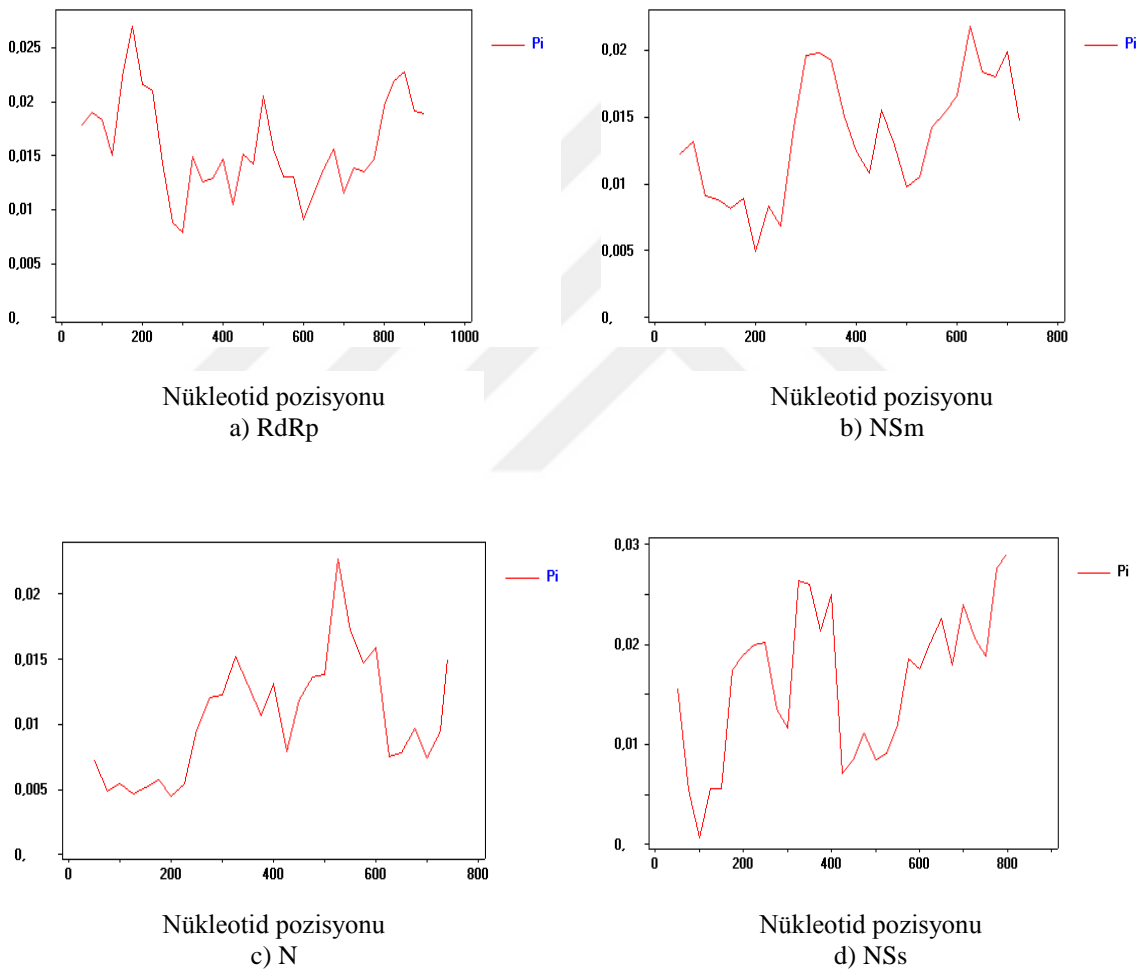 0,025
0,02
0,015
0,01
0,005
0,
0 200 400 600 800 1000
Pi
Nükleotid pozisyonu
a) RdRp
0,02
0,015
0,01
0,005
0,
0 200 400 600 800
Pi
Nükleotid pozisyonu
b) NSm
0,02
0,015
0,01
0,005
0,
0 200 400 600 800
Pi
Nükleotid pozisyonu
c) N
0,03
0,02
0,01
0,
0 200 400 600 800
Pi
Nükleotid pozisyonu
d) NSs